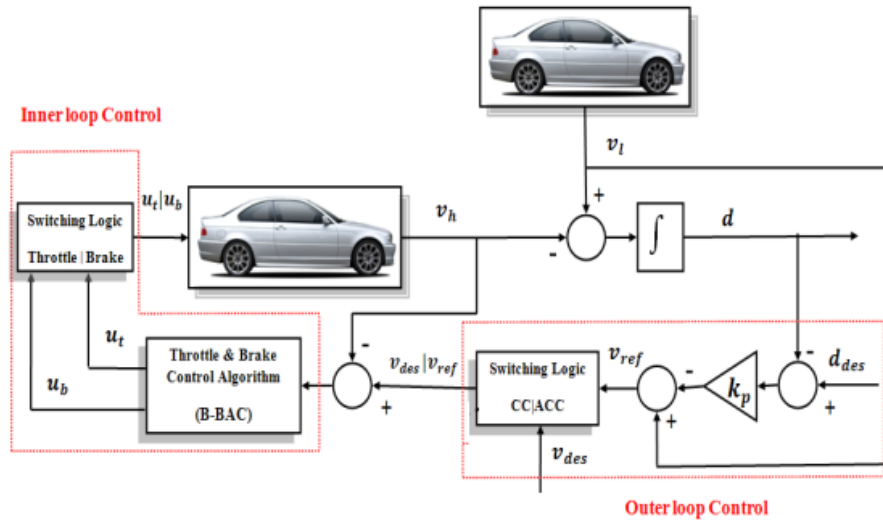 Inner loop Control
v_l
u_t|u_b
v_h
+
-
∫
d
Switching Logic
Throttle | Brake
u_t
u_b
Throttle & Brake
Control Algorithm
(B-BAC)
-
+
v_des|v_ref
Switching Logic
CC|ACC
v_des
v_ref
-
+
k_p
-
+
d_des
Outer loop Control